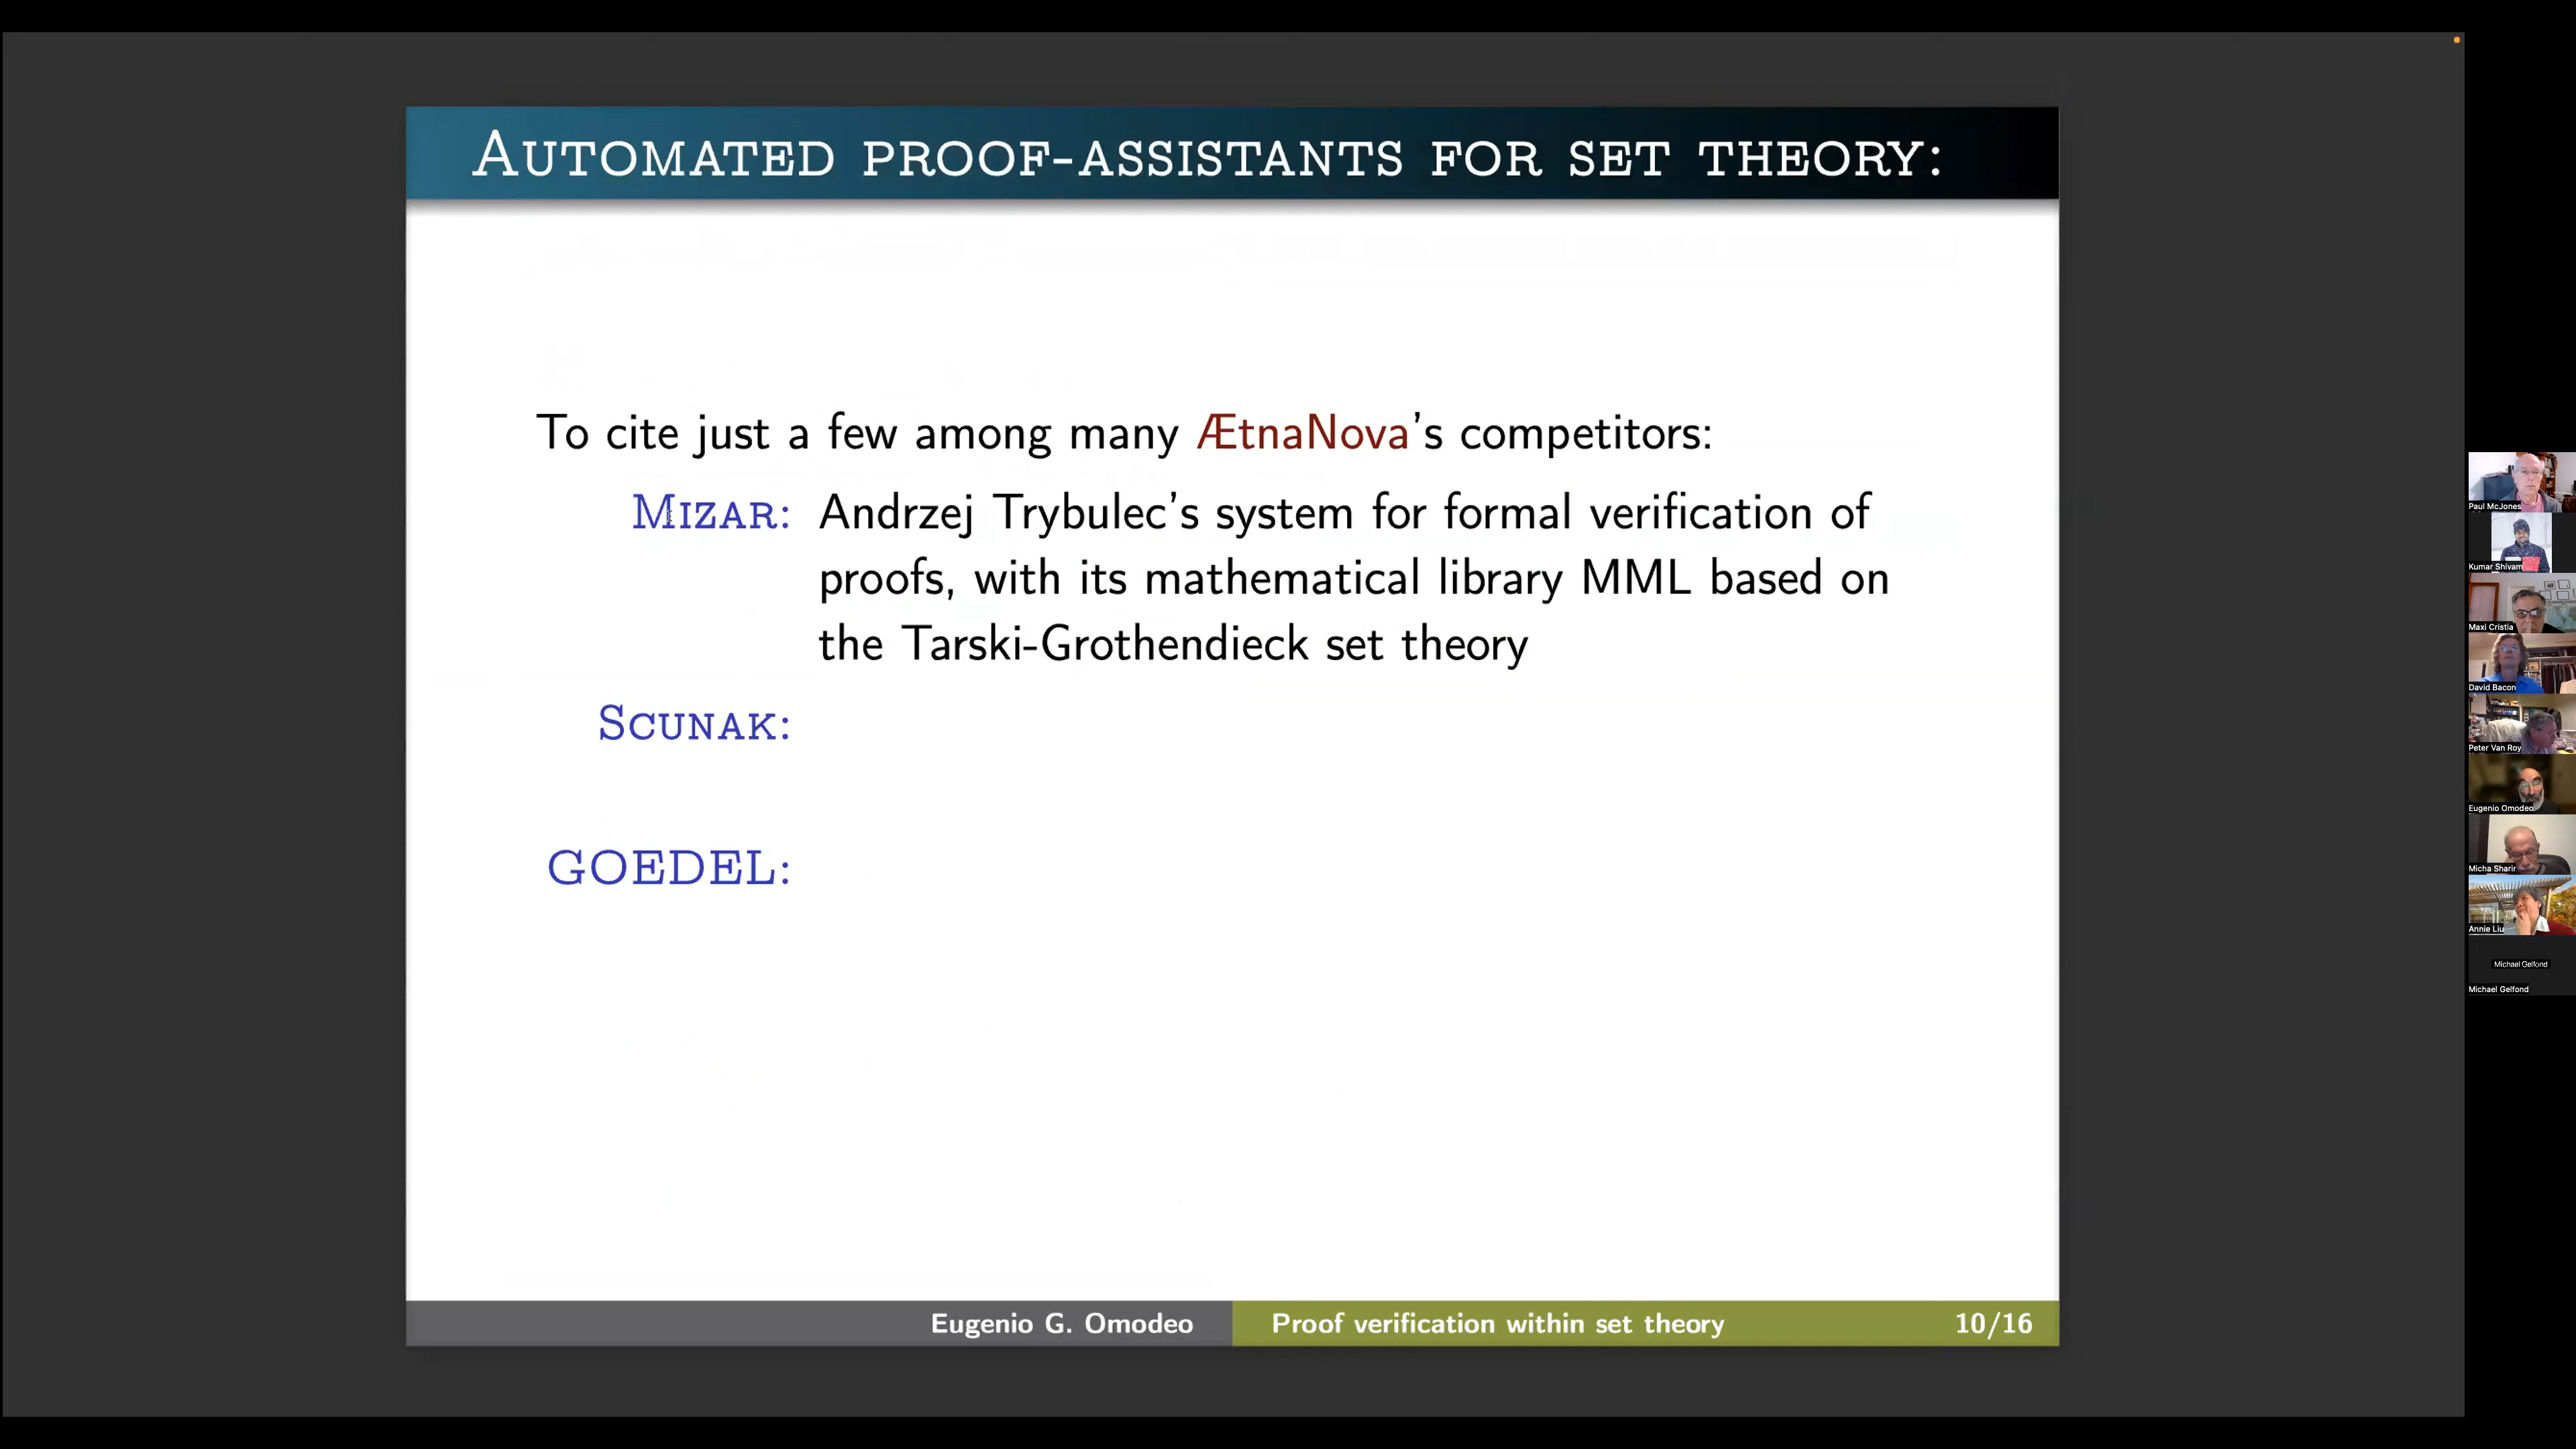 Automated proof-assistants for set theory:
To cite just a few among many ÆtnaNova's competitors:
Mizar: Andrzej Trybulec's system for formal verification of
proofs, with its mathematical library MML based on
the Tarski-Grothendieck set theory
Scunak:
GOEDEL:
Eugenio G. Omodeo Proof verification within set theory 10/16
Paul McJones
Kumar Shivam
Maxi Cristia
David Bacon
Peter Van Roy
Eugenio Omodeo
Micha Sharir
Annie Liu
Michael Gelfond
Michael Gelfond